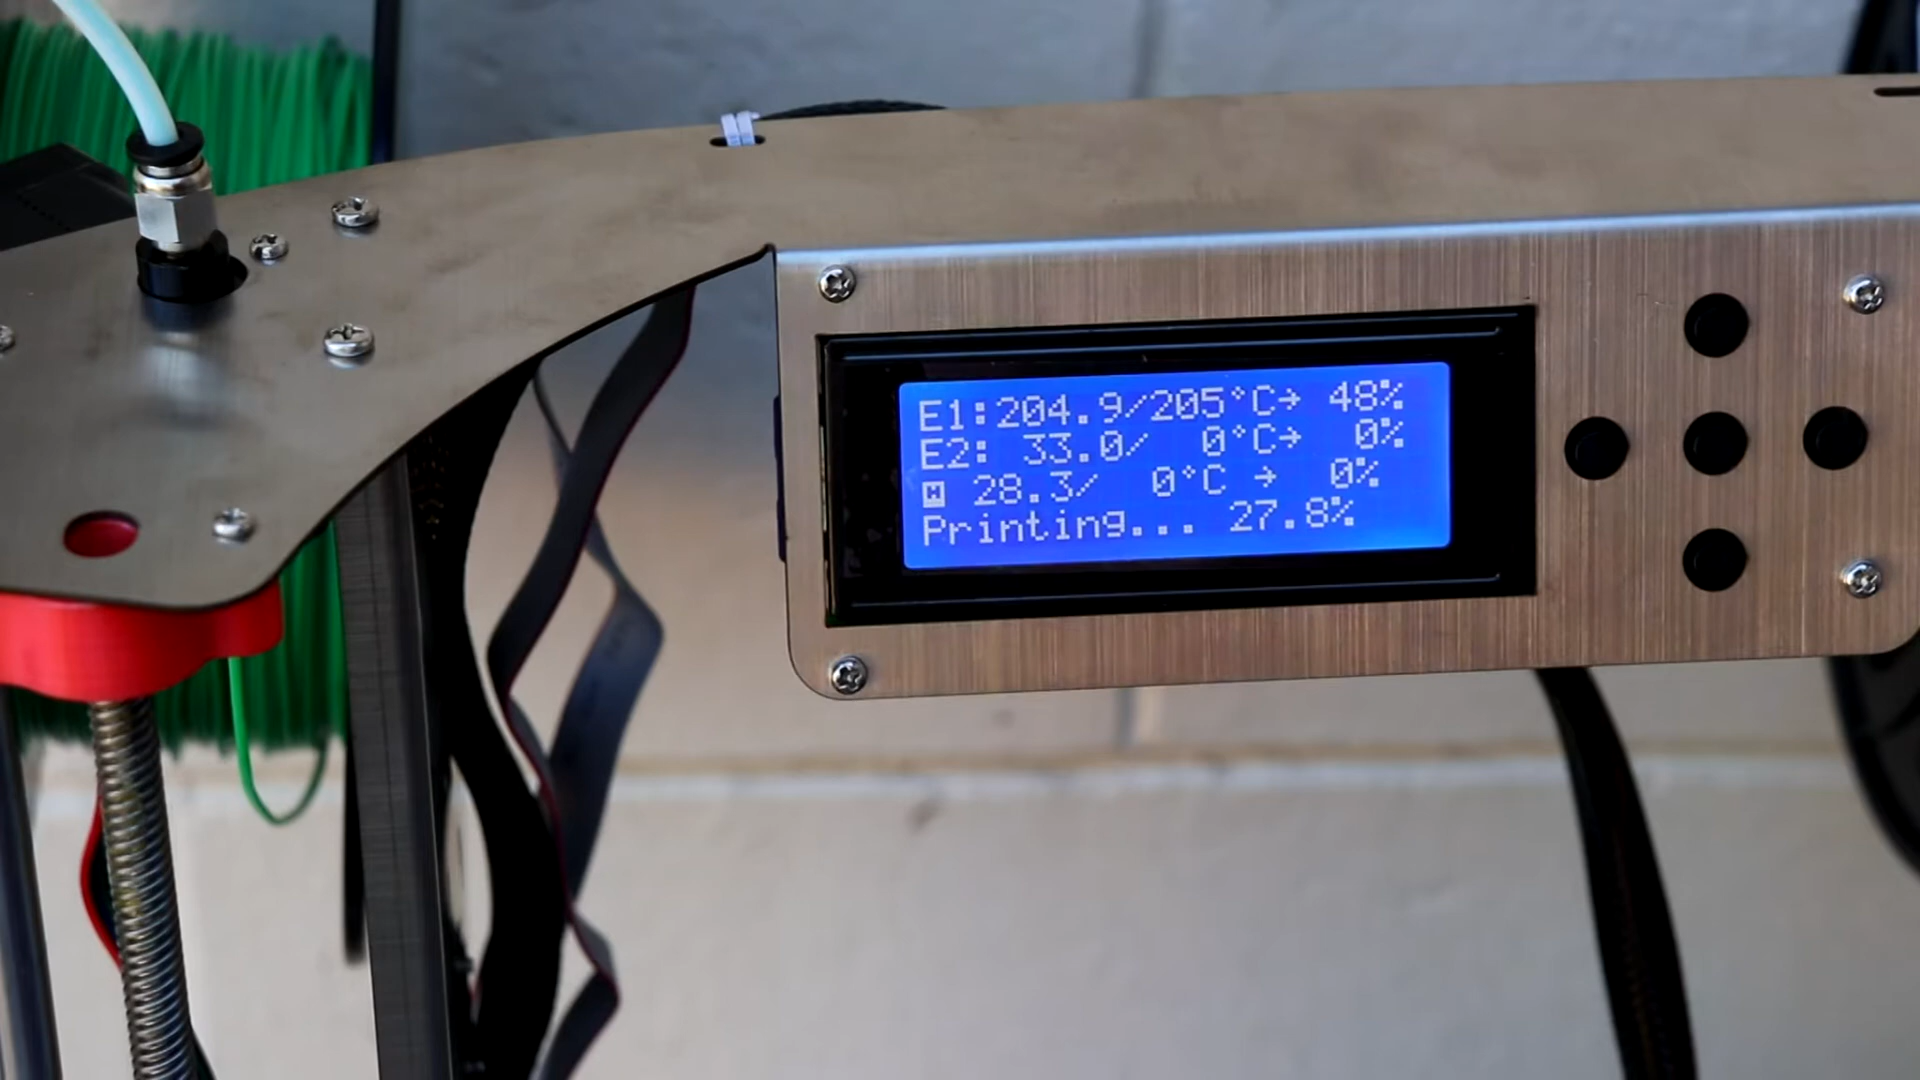 E1:204.9/205°C→ 48%
E2: 33.0/  0°C→  0%
28.3/  0°C →  0%
Printing... 27.8%